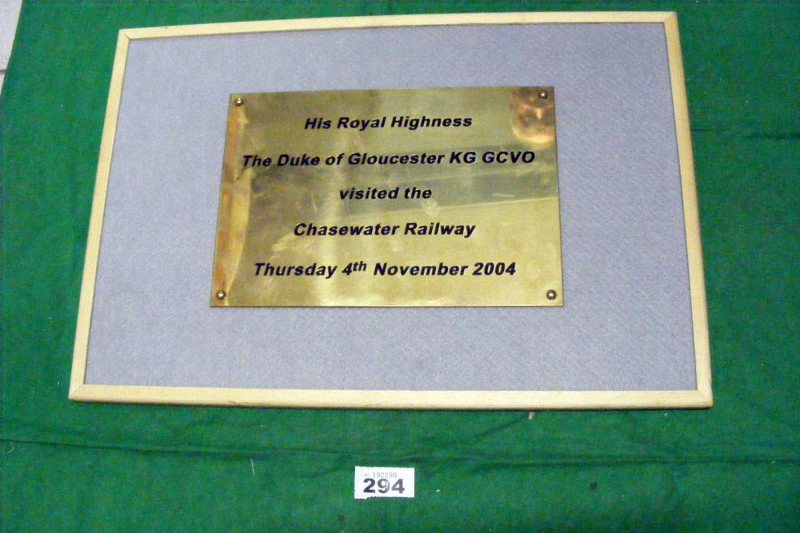 His Royal Highness
The Duke of Gloucester KG GCVO
visited the
Chasewater Railway
Thursday 4th November 2004
294